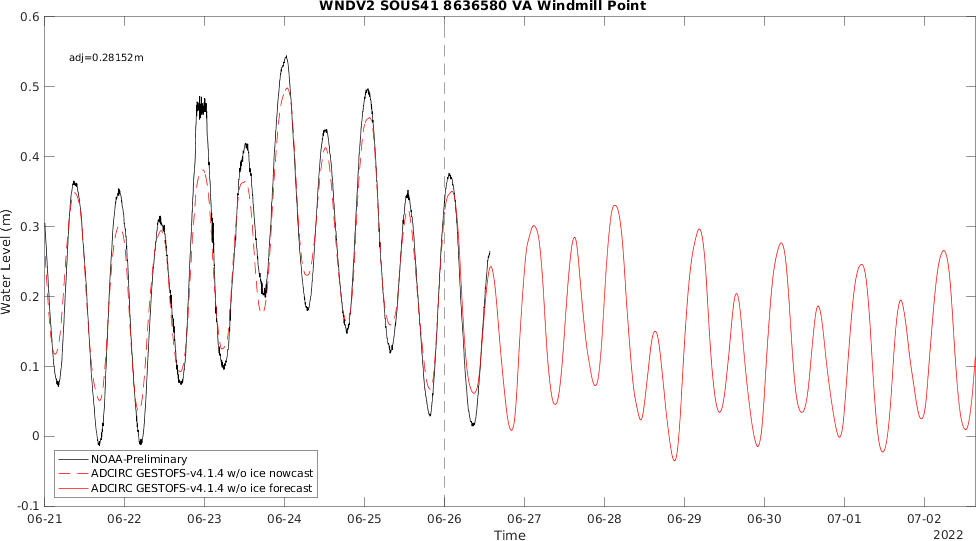 WNDV2 SOUS41 8636580 VA Windmill Point
adj=0.28152m
0.6
0.5
0.4
0.3
0.2
0.1
0
-0.1
Water Level (m)
NOAA-Preliminary
ADCIRC GESTOFS-v4.1.4 w/o ice nowcast
ADCIRC GESTOFS-v4.1.4 w/o ice forecast
06-21 06-22 06-23 06-24 06-25 06-26 06-27 06-28 06-29 06-30 07-01 07-02
Time
2022